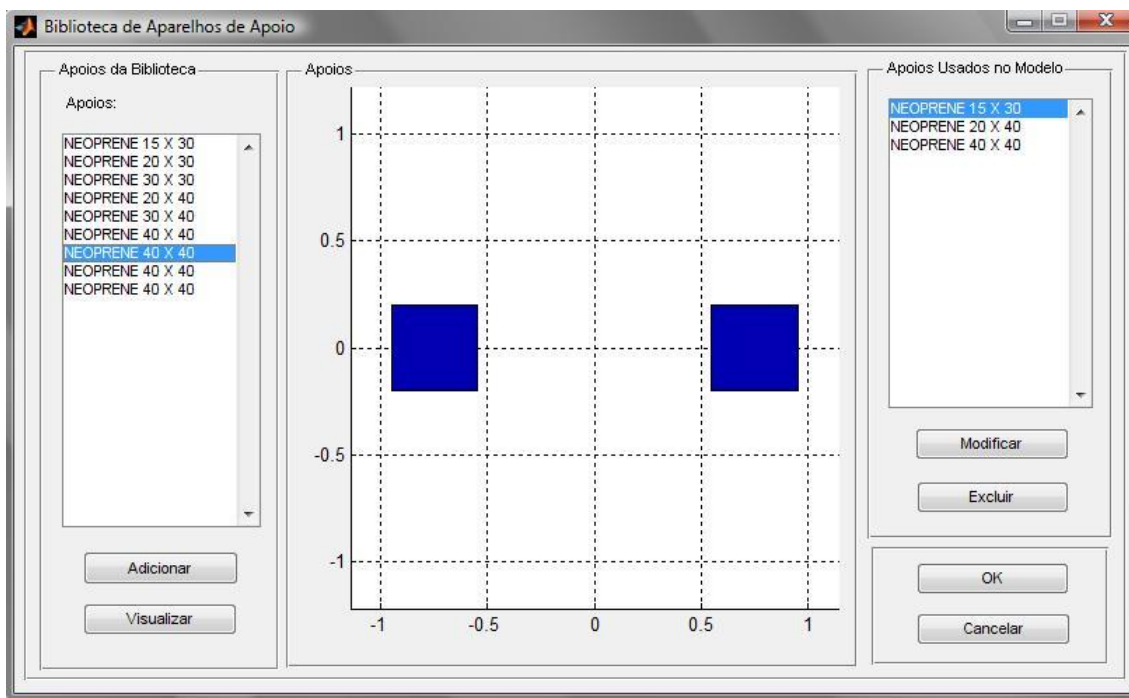 Biblioteca de Aparelhos de Apoio
Apoios da Biblioteca
Apoios:
NEOPRENE 15 X 30
NEOPRENE 20 X 30
NEOPRENE 30 X 30
NEOPRENE 20 X 40
NEOPRENE 30 X 40
NEOPRENE 40 X 40
NEOPRENE 40 X 40
NEOPRENE 40 X 40
NEOPRENE 40 X 40
Adicionar
Visualizar
Apoios
1
0.5
0
-0.5
-1
-1 -0.5 0 0.5 1
Apoios Usados no Modelo
NEOPRENE 15 X 30
NEOPRENE 20 X 40
NEOPRENE 40 X 40
Modificar
Excluir
OK
Cancelar